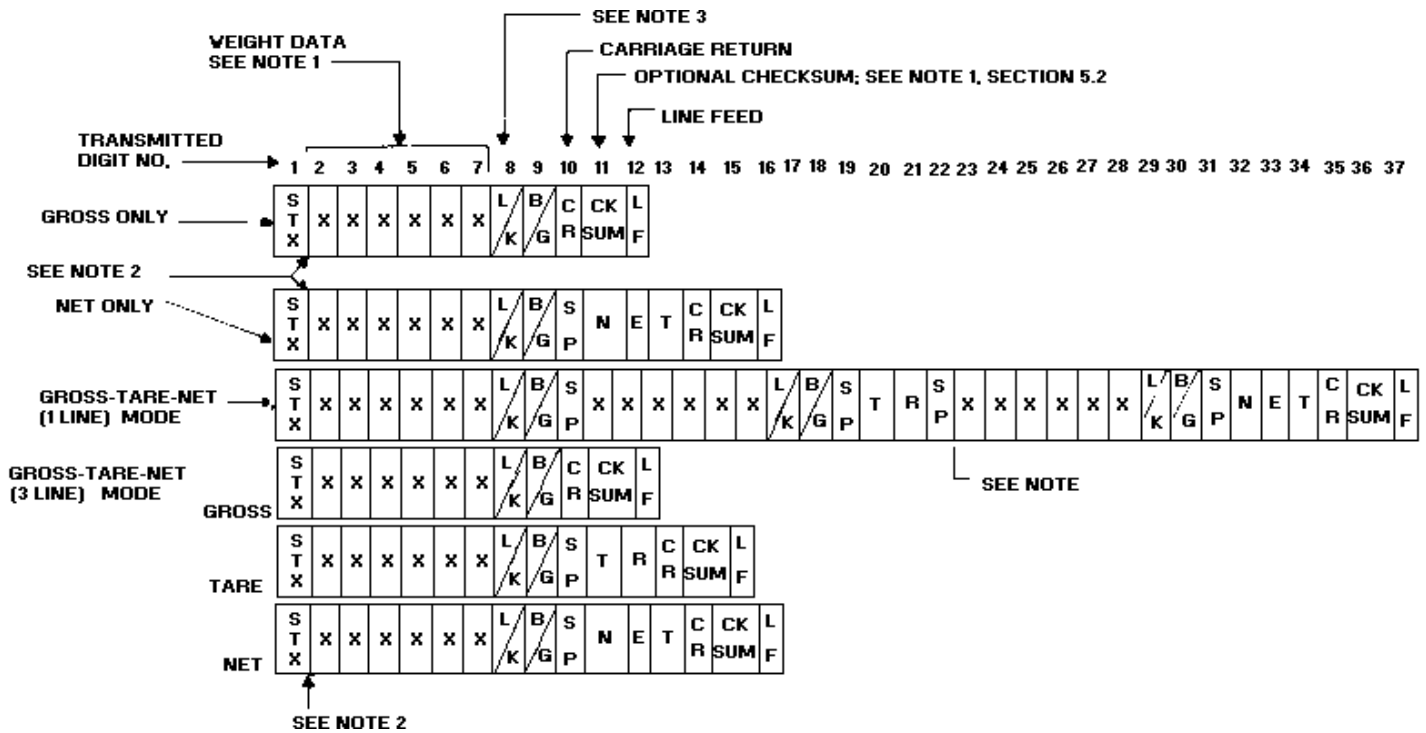 SEE NOTE 3
WEIGHT DATA
SEE NOTE 1
CARRIAGE RETURN
OPTIONAL CHECKSUM; SEE NOTE 1, SECTION 5.2
LINE FEED
TRANSMITTED
DIGIT NO.
1 2 3 4 5 6 7 8 9 10 11 12 13 14 15 16 17 18 19 20 21 22 23 24 25 26 27 28 29 30 31 32 33 34 35 36 37
GROSS ONLY
STX X X X X X X L/K B/G CR CK SUM LF
SEE NOTE 2
NET ONLY
STX X X X X X X L/K B/G SP N E T CR CK SUM LF
GROSS-TARE-NET
(1 LINE) MODE
STX X X X X X X L/K B/G SP X X X X X X L/K B/G SP T R SP X X X X X X L/K B/G SP N E T CR CK SUM LF
SEE NOTE
GROSS-TARE-NET
(3 LINE) MODE
GROSS
STX X X X X X X L/K B/G CR CK SUM LF
TARE
STX X X X X X X L/K B/G SP T R CR CK SUM LF
NET
STX X X X X X X L/K B/G SP N E T CR CK SUM LF
SEE NOTE 2